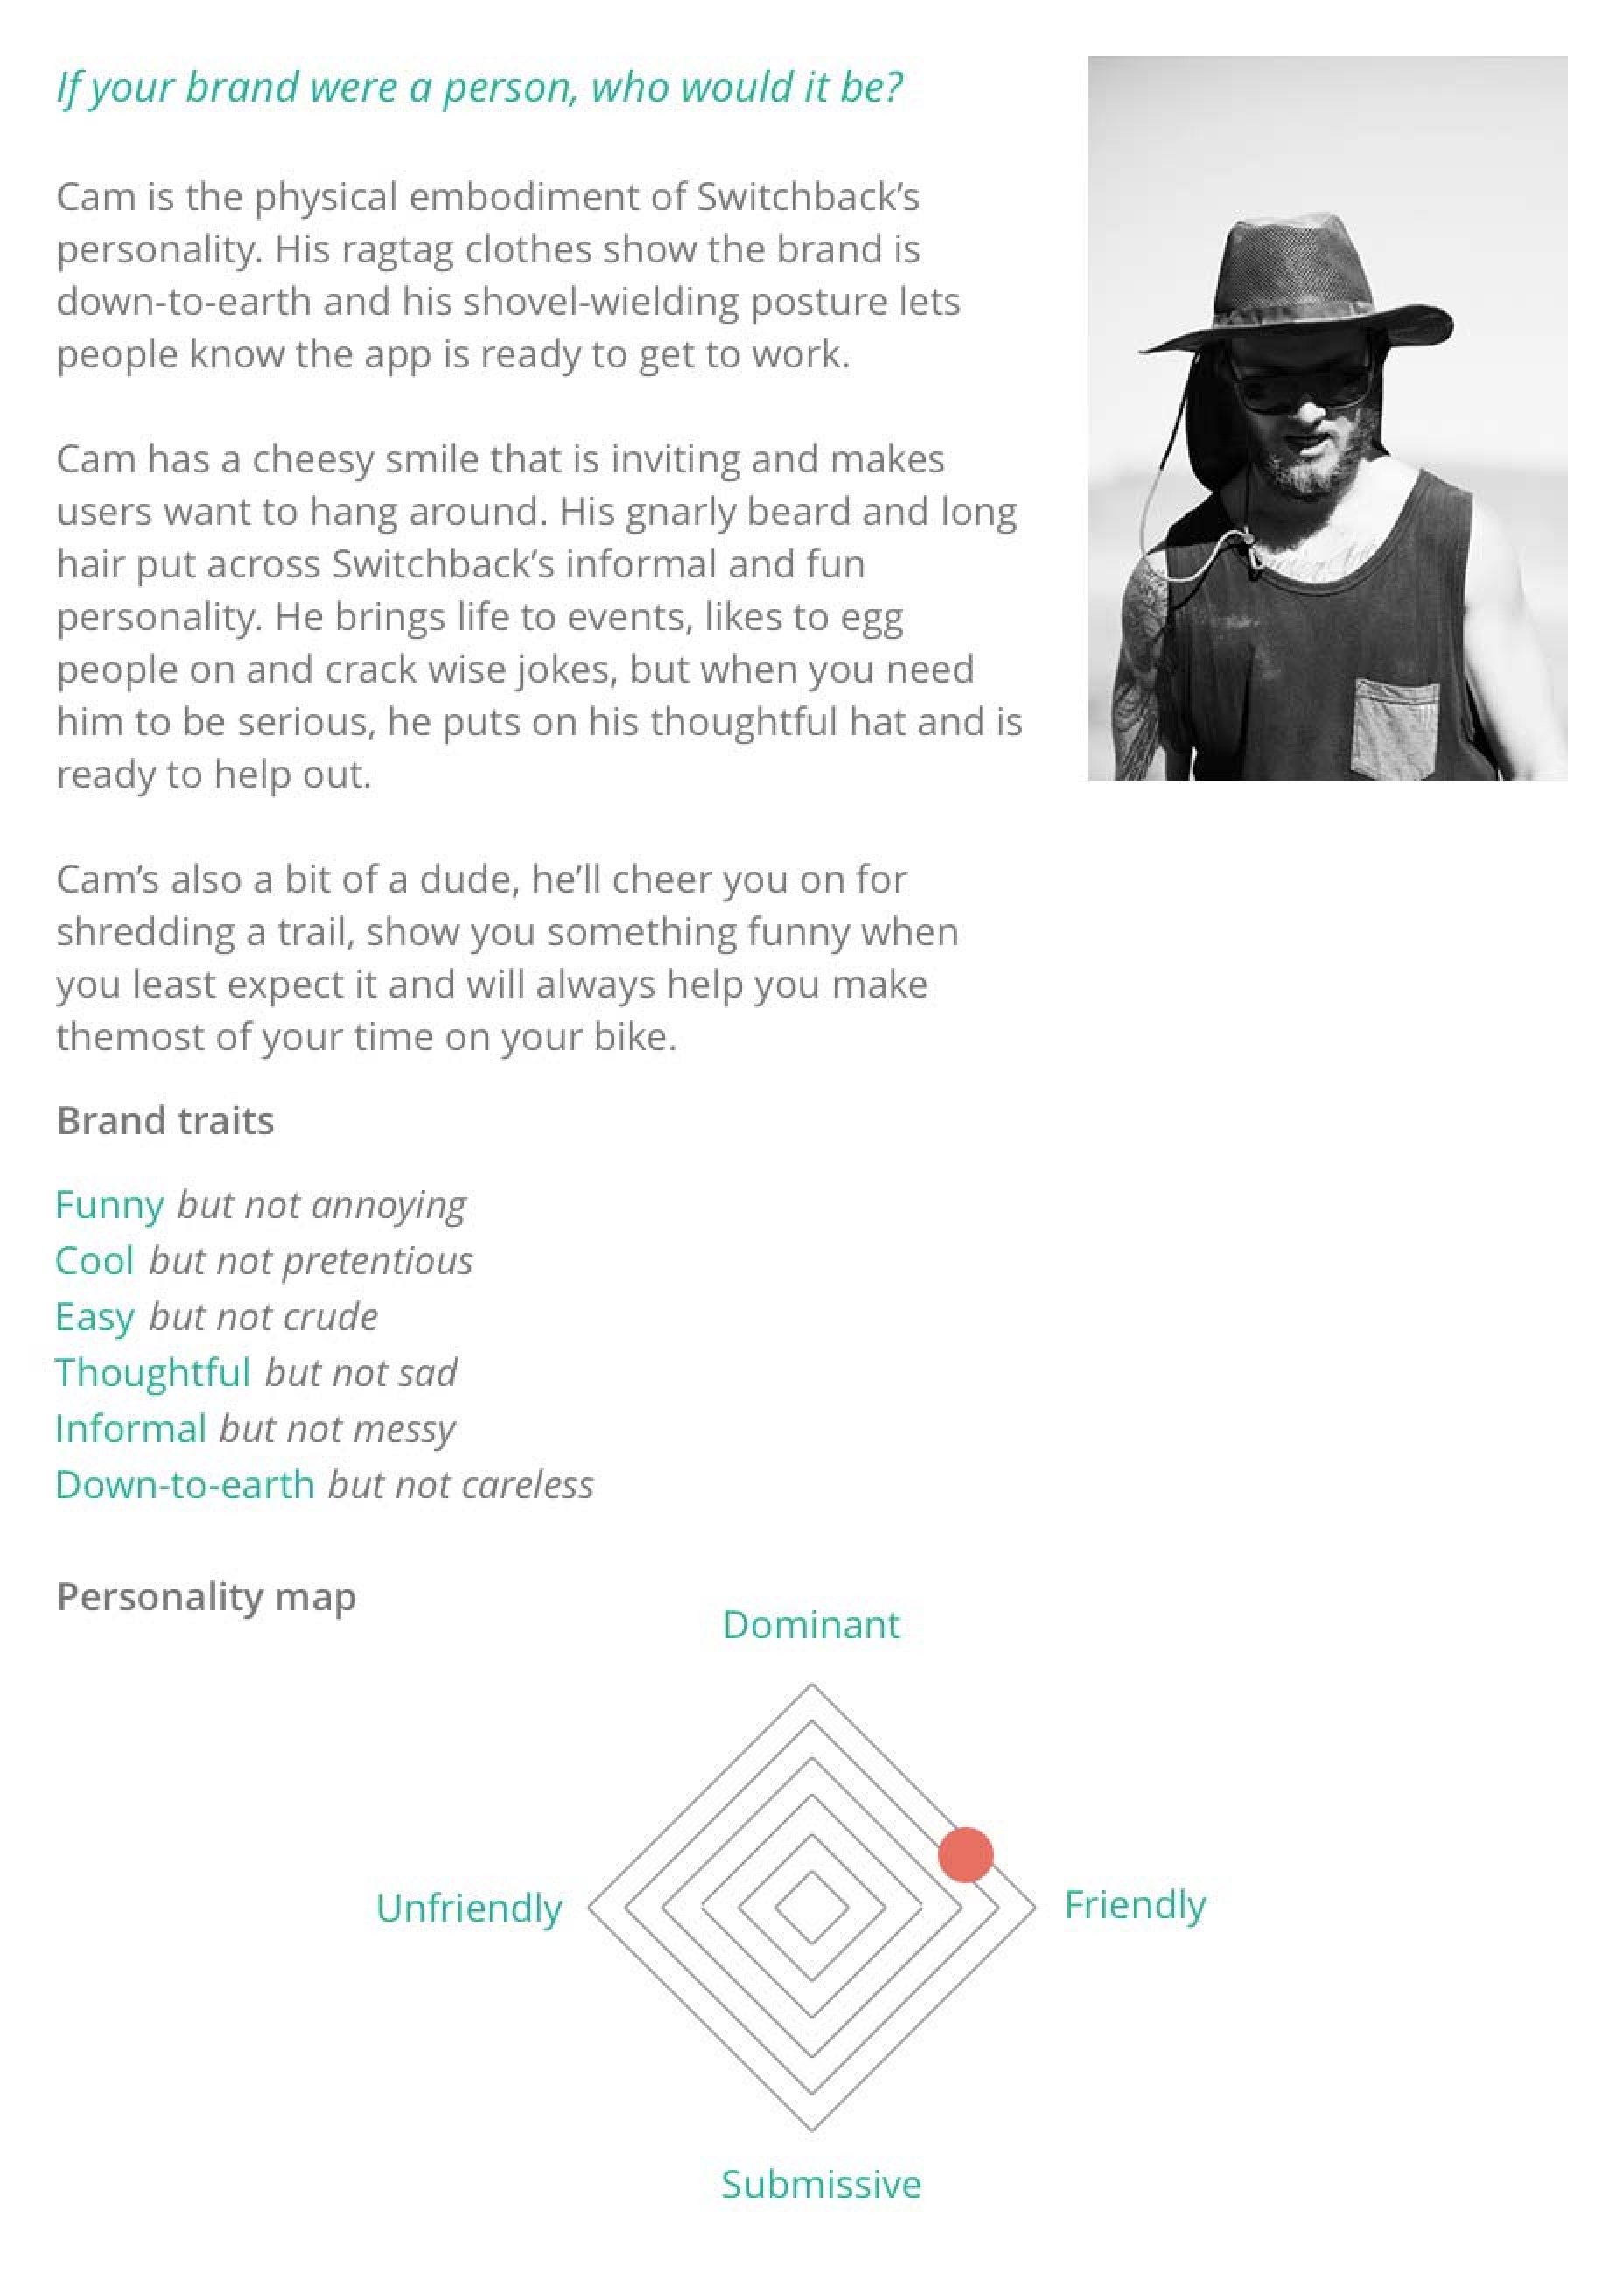 If your brand were a person, who would it be?
Cam is the physical embodiment of Switchback’s
personality. His ragtag clothes show the brand is
down-to-earth and his shovel-wielding posture lets
people know the app is ready to get to work.
Cam has a cheesy smile that is inviting and makes
users want to hang around. His gnarly beard and long
hair put across Switchback’s informal and fun
personality. He brings life to events, likes to egg
people on and crack wise jokes, but when you need
him to be serious, he puts on his thoughtful hat and is
ready to help out.
Cam’s also a bit of a dude, he’ll cheer you on for
shredding a trail, show you something funny when
you least expect it and will always help you make
themost of your time on your bike.
Brand traits
Funny but not annoying
Cool but not pretentious
Easy but not crude
Thoughtful but not sad
Informal but not messy
Down-to-earth but not careless
Personality map
Dominant
Unfriendly
Friendly
Submissive